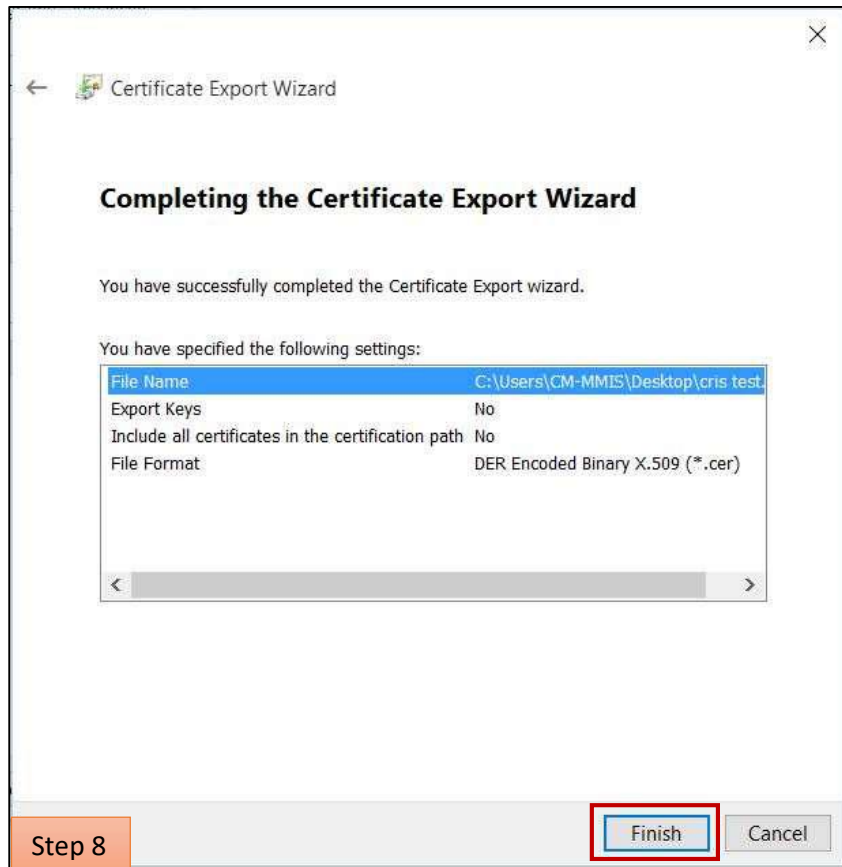 Certificate Export Wizard
Completing the Certificate Export Wizard
You have successfully completed the Certificate Export wizard.
You have specified the following settings:
File Name C:\Users\CM-MMIS\Desktop\cris test.
Export Keys No
Include all certificates in the certification path No
File Format DER Encoded Binary X.509 (*.cer)
Step 8
Finish Cancel